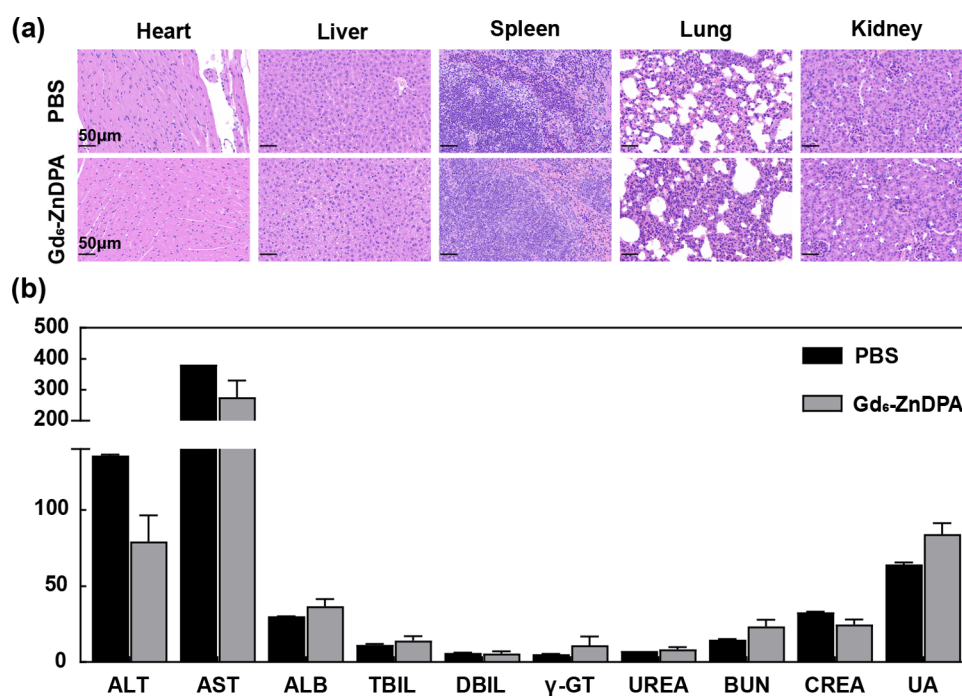 (a)
Heart Liver Spleen Lung Kidney
PBS
50μm
Gd₆-ZnDPA
50μm
(b)
500
400
300
200
100
50
0
PBS
Gd₆-ZnDPA
ALT AST ALB TBIL DBIL γ-GT UREA BUN CREA UA